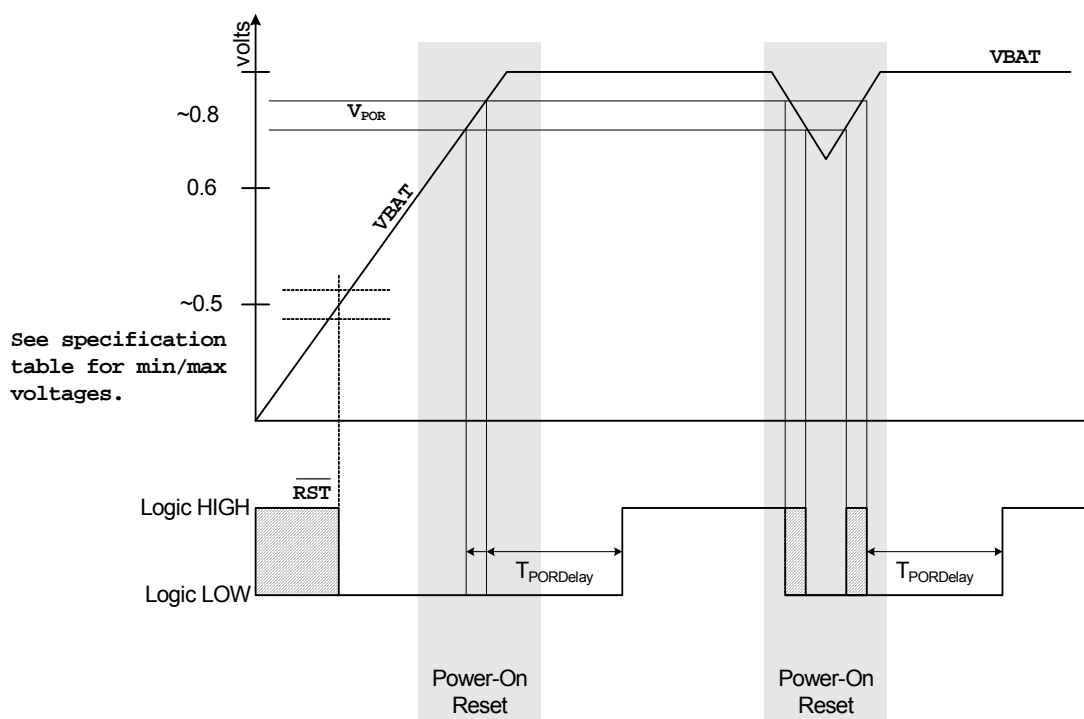 volts
VBAT
~0.8
VPOR
0.6
VBAT
~0.5
See specification
table for min/max
voltages.
RST
Logic HIGH
TPORDelay
TPORDelay
Logic LOW
Power-On
Reset
Power-On
Reset